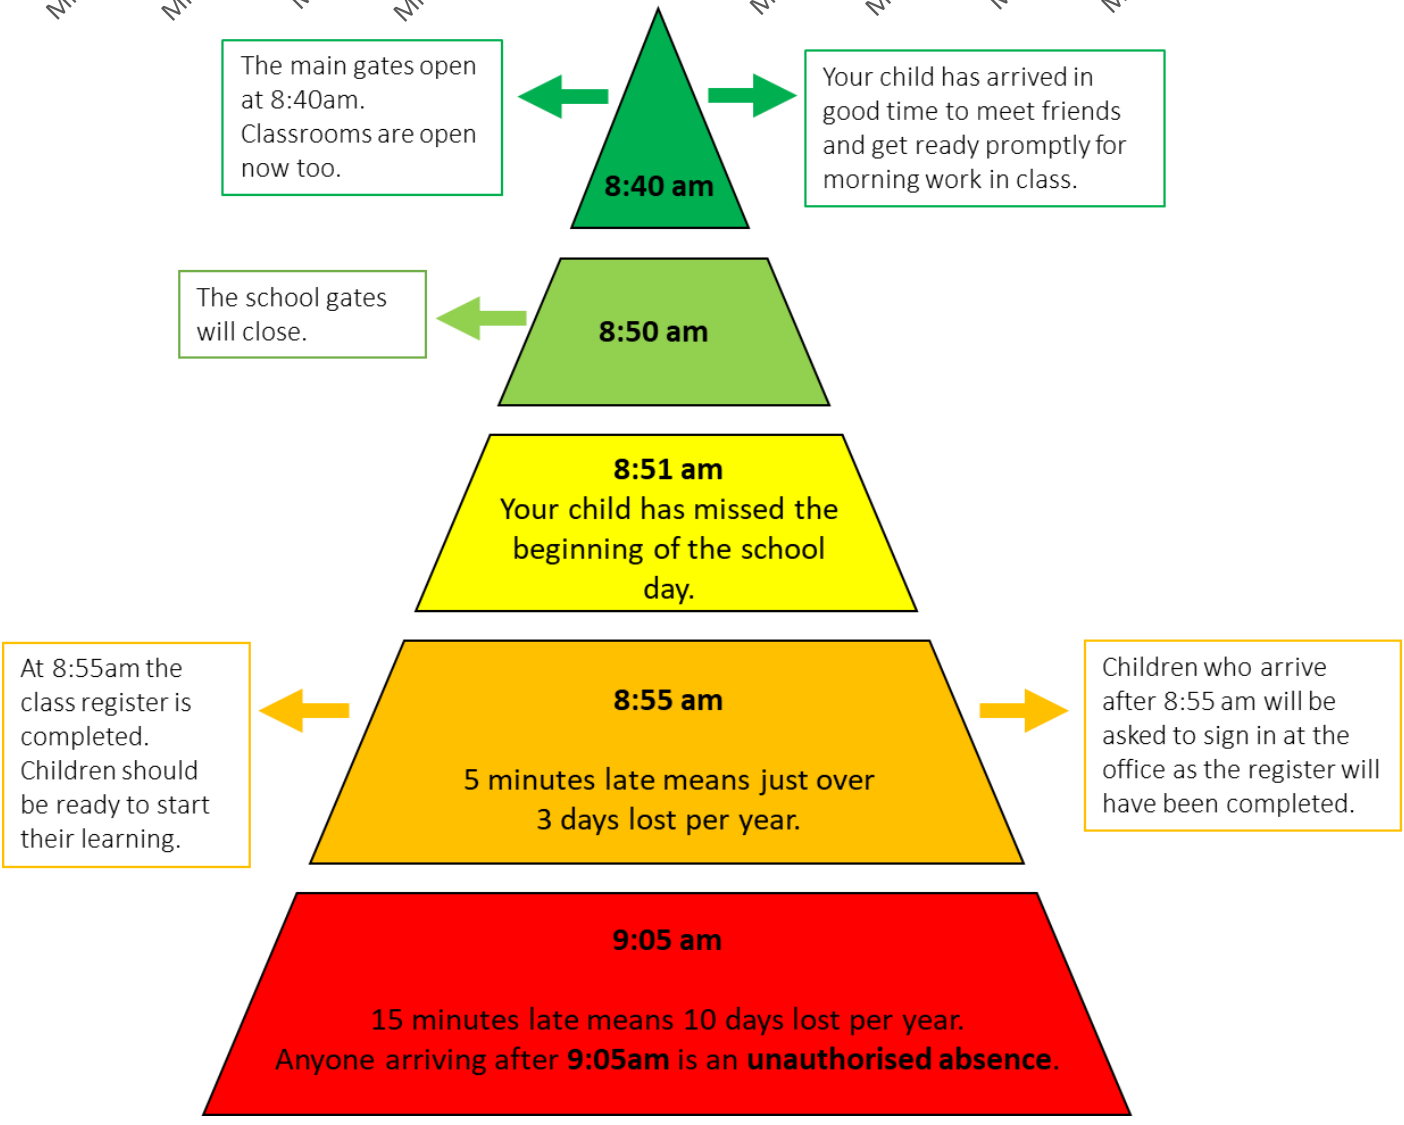 The main gates open
at 8:40am.
Classrooms are open
now too.
Your child has arrived in
good time to meet friends
and get ready promptly for
morning work in class.
8:40 am
The school gates
will close.
8:50 am
8:51 am
Your child has missed the
beginning of the school
day.
At 8:55am the
class register is
completed.
Children should
be ready to start
their learning.
8:55 am
5 minutes late means just over
3 days lost per year.
Children who arrive
after 8:55 am will be
asked to sign in at the
office as the register will
have been completed.
9:05 am
15 minutes late means 10 days lost per year.
Anyone arriving after 9:05am is an unauthorised absence.